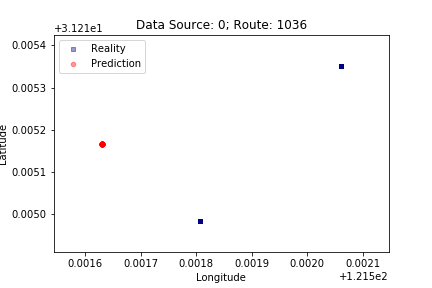 Data Source: 0; Route: 1036
+3.121e1
Reality
Prediction
0.0054
0.0053
0.0052
0.0051
0.0050
Latitude
0.0016 0.0017 0.0018 0.0019 0.0020 0.0021
Longitude
+1.215e2